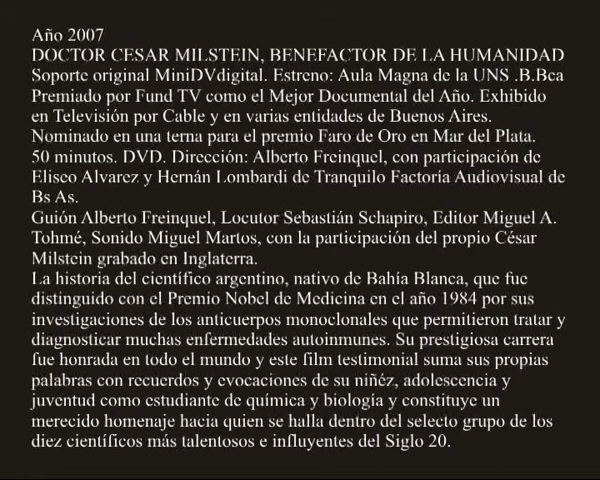 Año 2007
DOCTOR CESAR MILSTEIN, BENEFACTOR DE LA HUMANIDAD
Soporte original MiniDVdigital. Estreno: Aula Magna de la UNS .B.Bca
Premiado por Fund TV como el Mejor Documental del Año. Exhibido
en Televisión por Cable y en varias entidades de Buenos Aires.
Nominado en una terna para el premio Faro de Oro en Mar del Plata.
50 minutos. DVD. Dirección: Alberto Freinquel, con participación de
Eliseo Alvarez y Hernán Lombardi de Tranquilo Factoría Audiovisual de
Bs As.
Guión Alberto Freinquel, Locutor Sebastián Schapiro, Editor Miguel A.
Tohmé, Sonido Miguel Martos, con la participación del propio César
Milstein grabado en Inglaterra.
La historia del científico argentino, nativo de Bahía Blanca, que fue
distinguido con el Premio Nobel de Medicina en el año 1984 por sus
investigaciones de los anticuerpos monoclonales que permitieron tratar y
diagnosticar muchas enfermedades autoinmunes. Su prestigiosa carrera
fue honrada en todo el mundo y este film testimonial suma sus propias
palabras con recuerdos y evocaciones de su niñéz, adolescencia y
juventud como estudiante de química y biología y constituye un
merecido homenaje hacia quien se halla dentro del selecto grupo de los
diez científicos más talentosos e influyentes del Siglo 20.